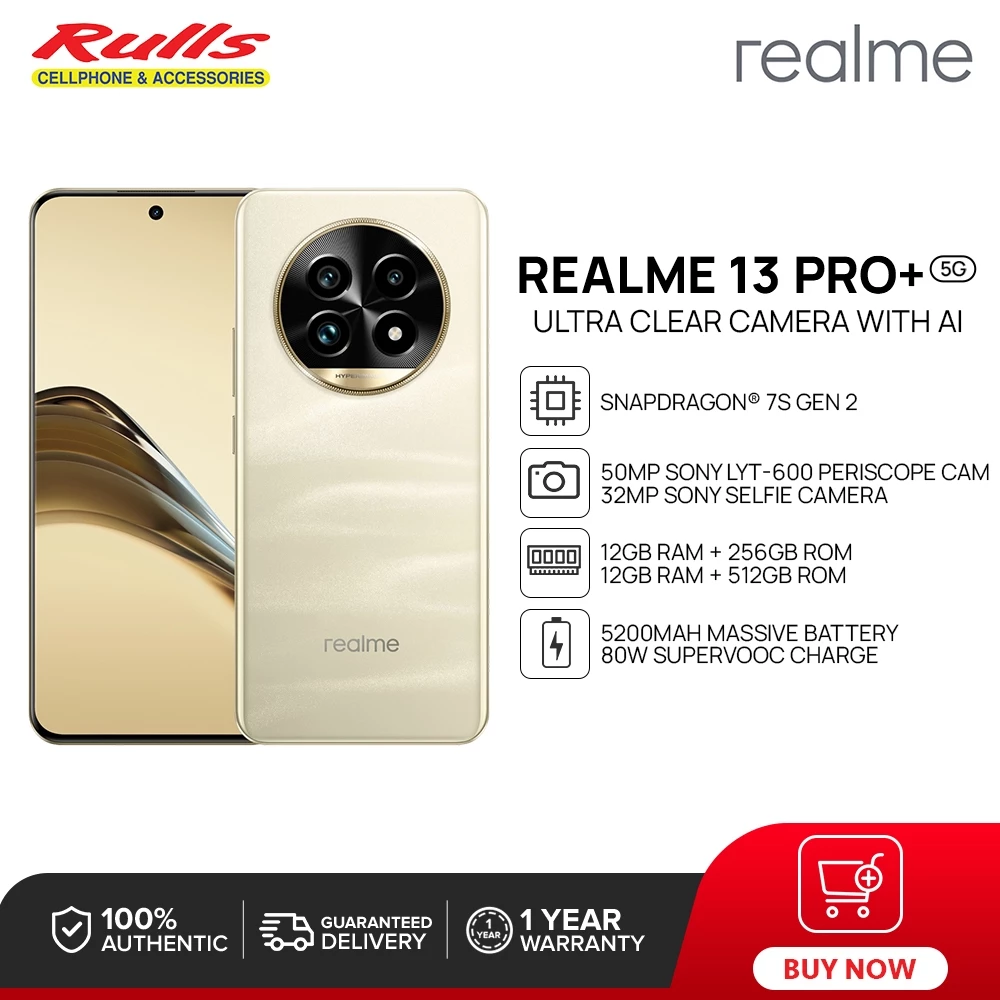 Rulls
CELLPHONE & ACCESSORIES
realme
REALME 13 PRO+ 5G
ULTRA CLEAR CAMERA WITH AI
SNAPDRAGON® 7S GEN 2
50MP SONY LYT-600 PERISCOPE CAM
32MP SONY SELFIE CAMERA
12GB RAM + 256GB ROM
12GB RAM + 512GB ROM
5200MAH MASSIVE BATTERY
80W SUPERVOOC CHARGE
realme
100%
AUTHENTIC
GUARANTEED
DELIVERY
1
YEAR
1 YEAR
WARRANTY
BUY NOW